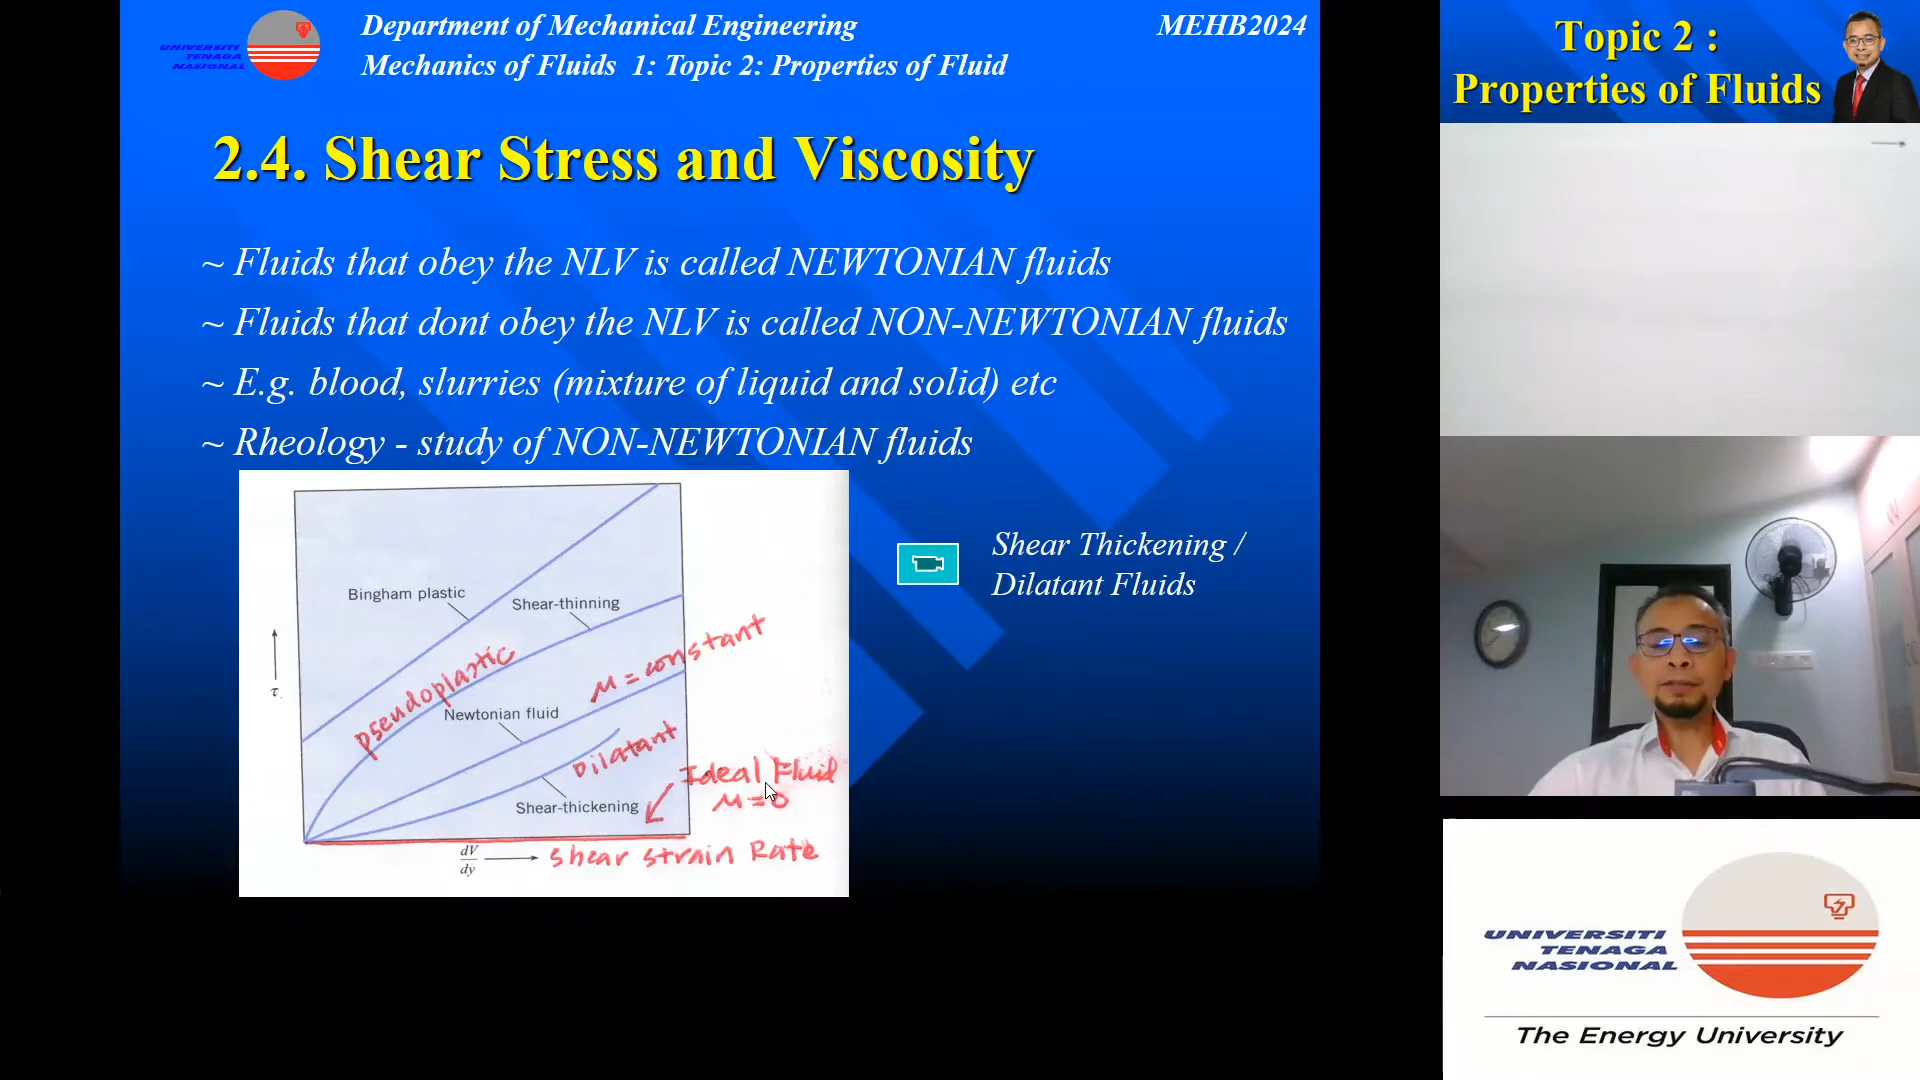 UNIVERSITI
TENAGA
NASIONAL
Department of Mechanical Engineering
MEHB2024
Mechanics of Fluids 1: Topic 2: Properties of Fluid
2.4. Shear Stress and Viscosity
~ Fluids that obey the NLV is called NEWTONIAN fluids
~ Fluids that dont obey the NLV is called NON-NEWTONIAN fluids
~ E.g. blood, slurries (mixture of liquid and solid) etc
~ Rheology - study of NON-NEWTONIAN fluids
Bingham plastic
Shear-thinning
pseudoplastic
μ = constant
τ
Newtonian fluid
Dilatant
Ideal Fluid
μ = 0
Shear-thickening
dV
dy
shear strain Rate
Shear Thickening /
Dilatant Fluids
Topic 2 :
Properties of Fluids
UNIVERSITI
TENAGA
NASIONAL
The Energy University